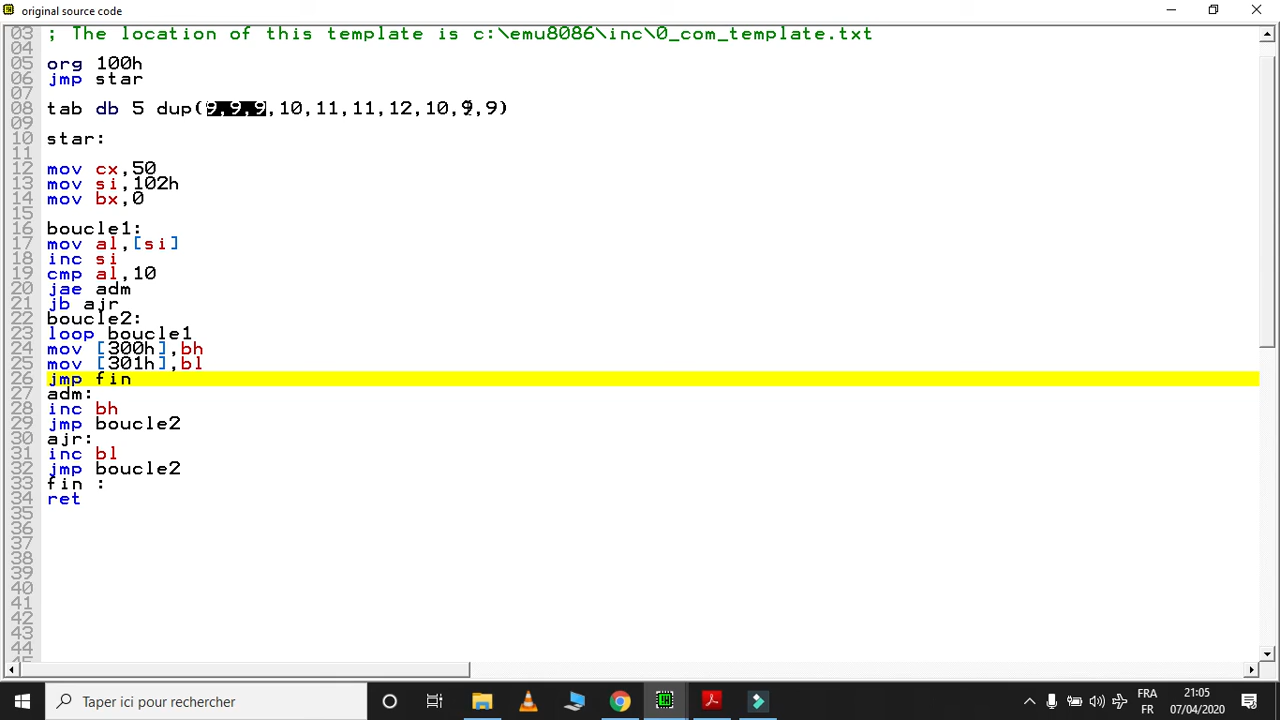 original source code
03 ; The location of this template is c:\emu8086\inc\0_com_template.txt
04
05 org 100h
06 jmp star
07
08 tab db 5 dup(9,9,9,10,11,11,12,10,9,9)
09
10 star:
11
12 mov cx,50
13 mov si,102h
14 mov bx,0
15
16 boucle1:
17 mov al,[si]
18 inc si
19 cmp al,10
20 jae adm
21 jb ajr
22 boucle2:
23 loop boucle1
24 mov [300h],bh
25 mov [301h],bl
26 jmp fin
27 adm:
28 inc bh
29 jmp boucle2
30 ajr:
31 inc bl
32 jmp boucle2
33 fin :
34 ret
35
36
37
38
39
40
41
42
43
44
Taper ici pour rechercher
FRA
FR
21:05
07/04/2020